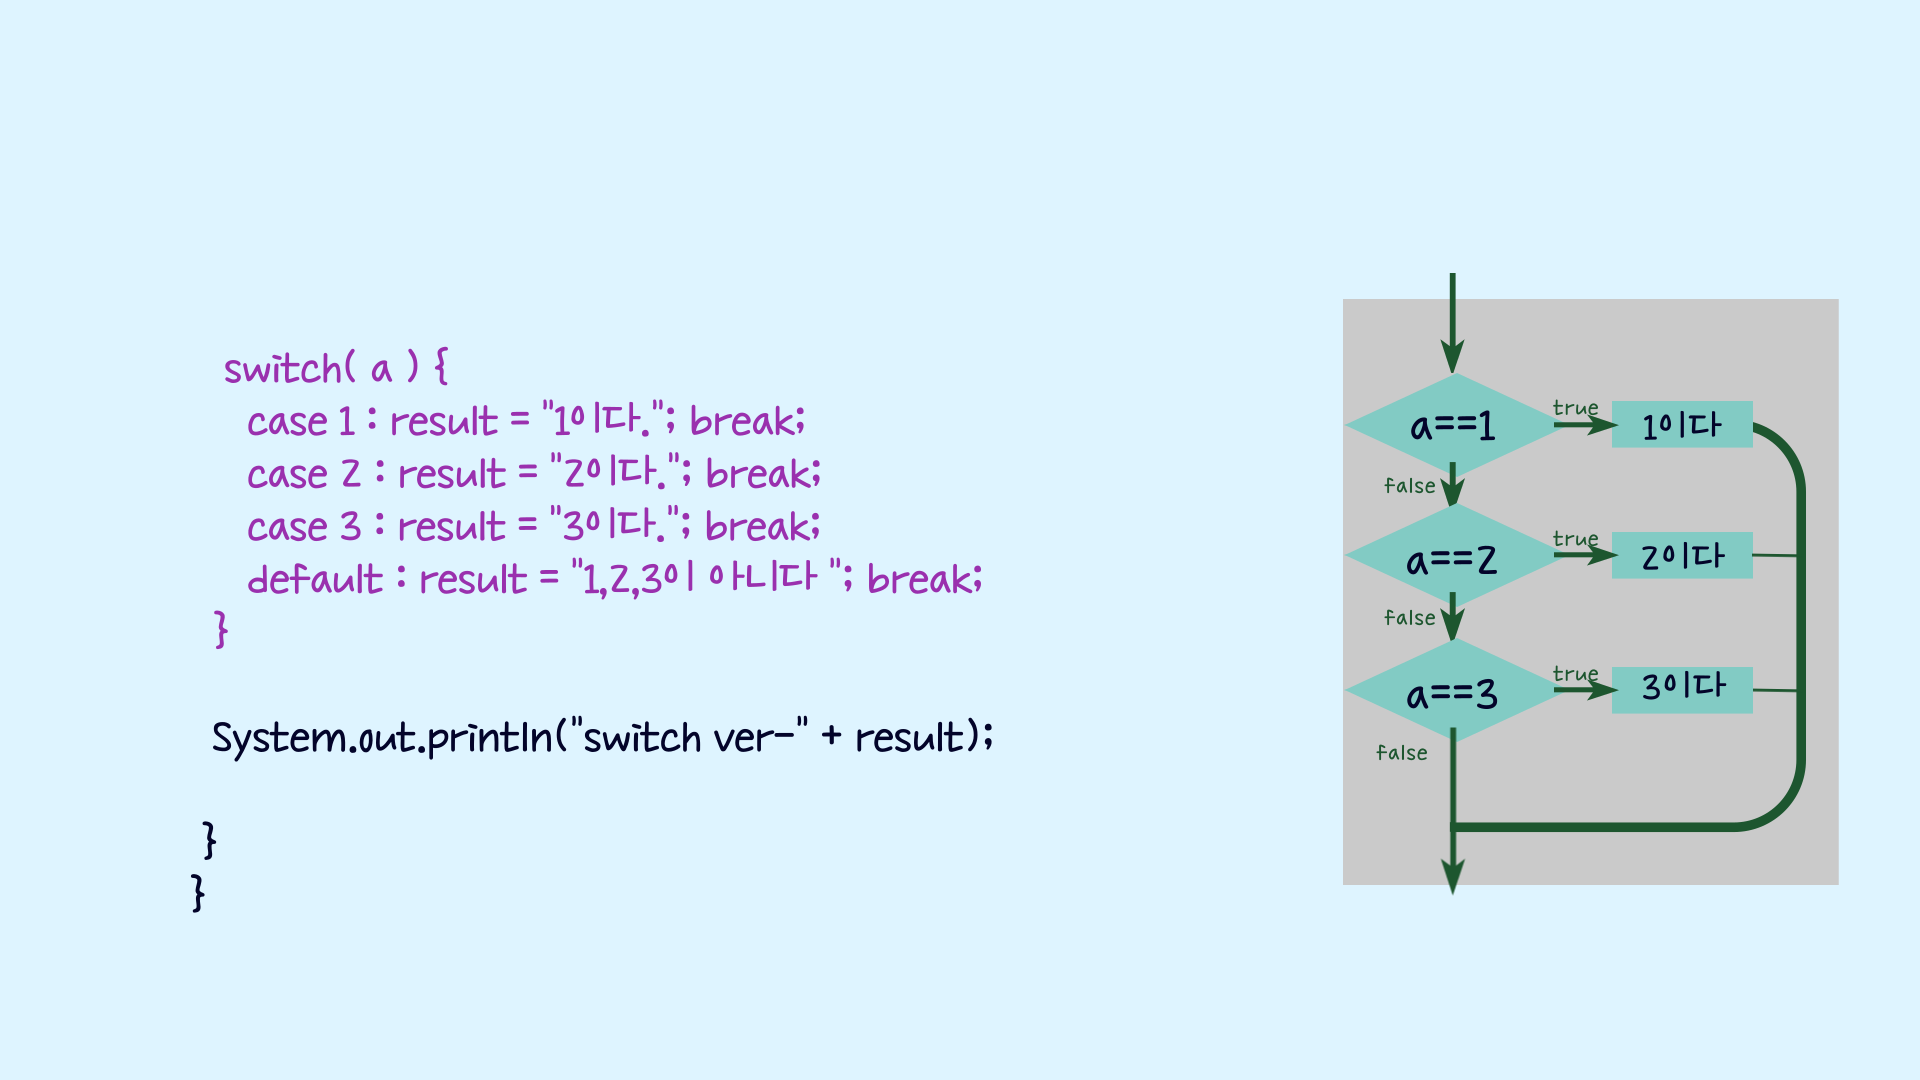 switch( a ) {
case 1 : result = "1이다."; break;
case 2 : result = "2이다."; break;
case 3 : result = "3이다."; break;
default : result = "1,2,3이 아니다 "; break;
}
System.out.println("switch ver-" + result);
}
}
a==1
true
1이다
false
a==2
true
2이다
false
a==3
true
3이다
false